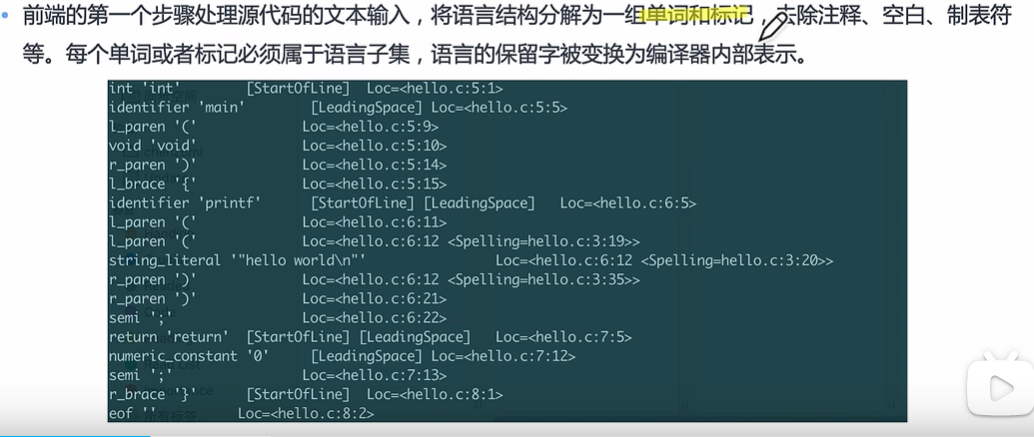 前端的第一个步骤处理源代码的文本输入，将语言结构分解为一组单词和标记，去除注释、空白、制表符
等。每个单词或者标记必须属于语言子集，语言的保留字被变换为编译器内部表示。
int 'int' [StartOfLine] Loc=<hello.c:5:1>
identifier 'main' [LeadingSpace] Loc=<hello.c:5:5>
l_paren '(' Loc=<hello.c:5:9>
void 'void' Loc=<hello.c:5:10>
r_paren ')' Loc=<hello.c:5:14>
l_brace '{' Loc=<hello.c:5:15>
identifier 'printf' [StartOfLine] [LeadingSpace] Loc=<hello.c:6:5>
l_paren '(' Loc=<hello.c:6:11>
l_paren '(' Loc=<hello.c:6:12 <Spelling=hello.c:3:19>>
string_literal '"hello world\n"' Loc=<hello.c:6:12 <Spelling=hello.c:3:20>>
r_paren ')' Loc=<hello.c:6:12 <Spelling=hello.c:3:35>>
r_paren ')' Loc=<hello.c:6:21>
semi ';' Loc=<hello.c:6:22>
return 'return' [StartOfLine] [LeadingSpace] Loc=<hello.c:7:5>
numeric_constant '0' [LeadingSpace] Loc=<hello.c:7:12>
semi ';' Loc=<hello.c:7:13>
r_brace '}' [StartOfLine] Loc=<hello.c:8:1>
eof '' Loc=<hello.c:8:2>